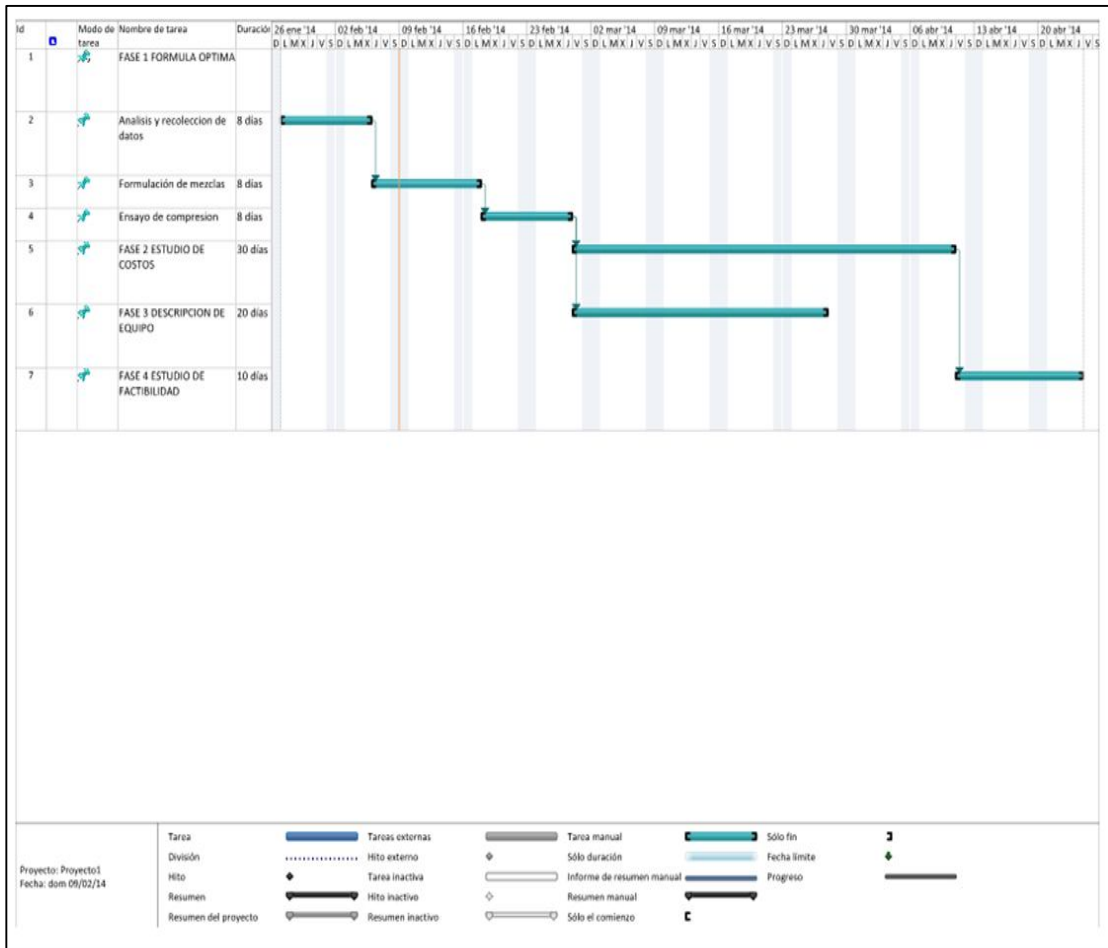 Id Modo de tarea Nombre de tarea Duración 26 ene '14 02 feb '14 09 feb '14 16 feb '14 23 feb '14 02 mar '14 09 mar '14 16 mar '14 23 mar '14 30 mar '14 06 abr '14 13 abr '14 20 abr '14
D L M X J V S D L M X J V S D L M X J V S D L M X J V S D L M X J V S D L M X J V S D L M X J V S D L M X J V S D L M X J V S D L M X J V S D L M X J V S D L M X J V S D L M X J V S
1 FASE 1 FORMULA OPTIMA
2 Analisis y recoleccion de datos 8 días
3 Formulación de mezclas 8 días
4 Ensayo de compresion 8 días
5 FASE 2 ESTUDIO DE COSTOS 30 días
6 FASE 3 DESCRIPCION DE EQUIPO 20 días
7 FASE 4 ESTUDIO DE FACTIBILIDAD 10 días
Proyecto: Proyecto1
Fecha: dom 09/02/14
Tarea Tareas externas Tarea manual Sólo fin
División Hito externo Sólo duración Fecha límite
Hito Tarea inactiva Informe de resumen manual Progreso
Resumen Hito inactivo Resumen manual
Resumen del proyecto Resumen inactivo Sólo el comienzo